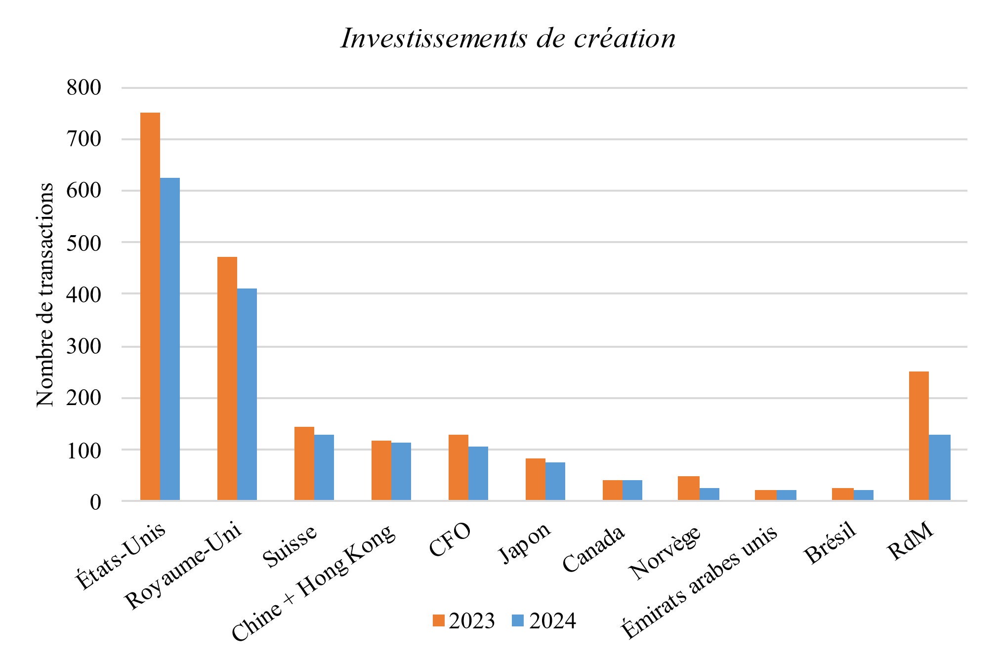 Investissements de création
Nombre de transactions
800
700
600
500
400
300
200
100
0
États-Unis
Royaume-Uni
Suisse
Chine + Hong Kong
CFO
Japon
Canada
Norvège
Émirats arabes unis
Brésil
RdM
2023 2024